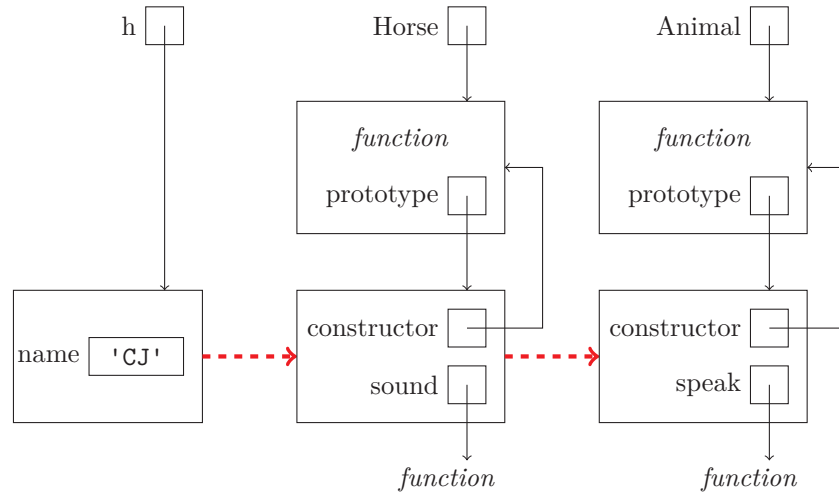 h
Horse
Animal
function
function
prototype
prototype
constructor
constructor
name 'CJ'
sound
speak
function
function